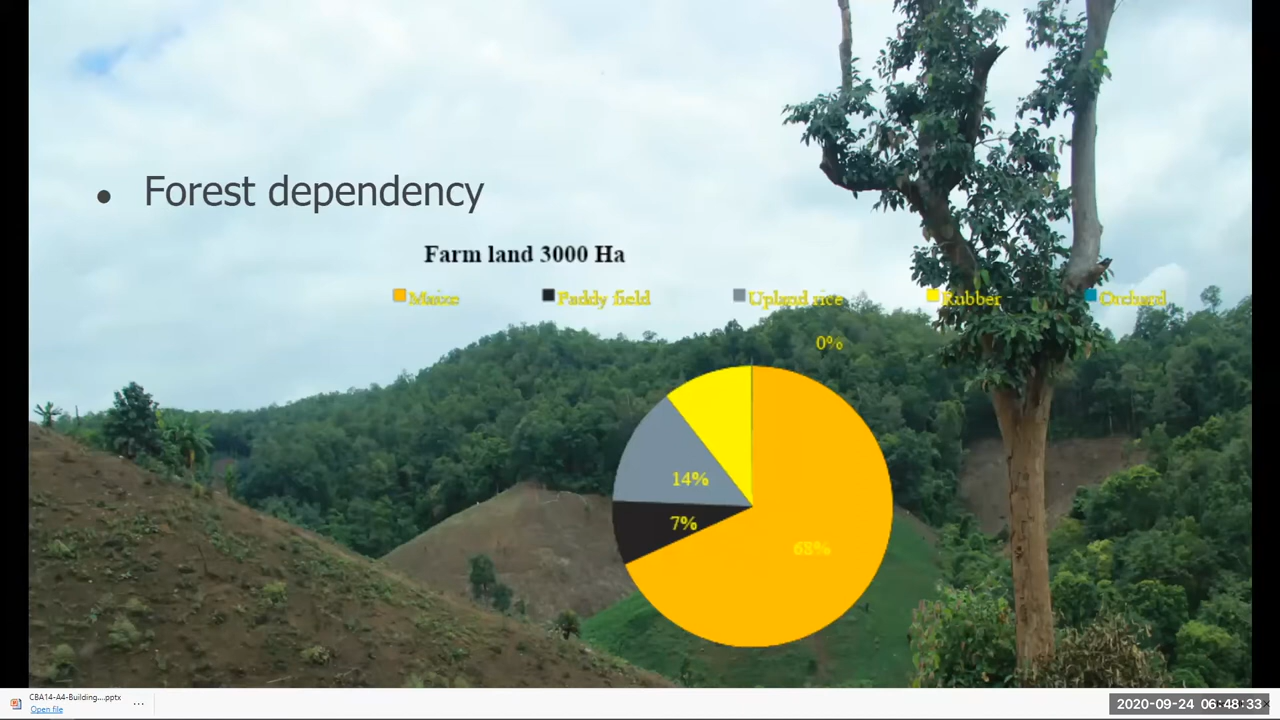 ● Forest dependency
Farm land 3000 Ha
Maize Paddy field Upland rice Rubber Orchard
0%
14%
7%
68%
CBA14-A4-Building....pptx
Open file
2020-09-24 06:48:33